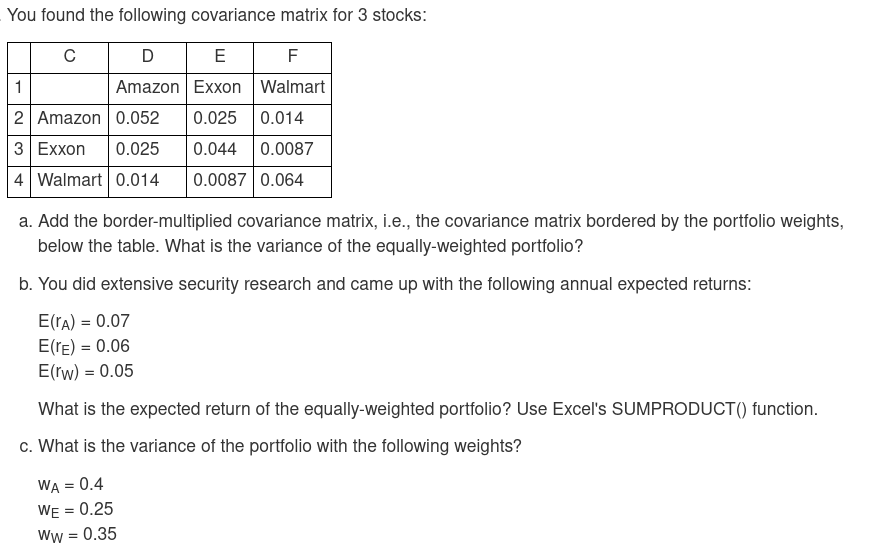 . You found the following covariance matrix for 3 stocks:
C D E F
1 Amazon Exxon Walmart
2 Amazon 0.052 0.025 0.014
3 Exxon 0.025 0.044 0.0087
4 Walmart 0.014 0.0087 0.064
a. Add the border-multiplied covariance matrix, i.e., the covariance matrix bordered by the portfolio weights,
below the table. What is the variance of the equally-weighted portfolio?
b. You did extensive security research and came up with the following annual expected returns:
E(rA) = 0.07
E(rE) = 0.06
E(rW) = 0.05
What is the expected return of the equally-weighted portfolio? Use Excel's SUMPRODUCT() function.
c. What is the variance of the portfolio with the following weights?
wA = 0.4
wE = 0.25
wW = 0.35